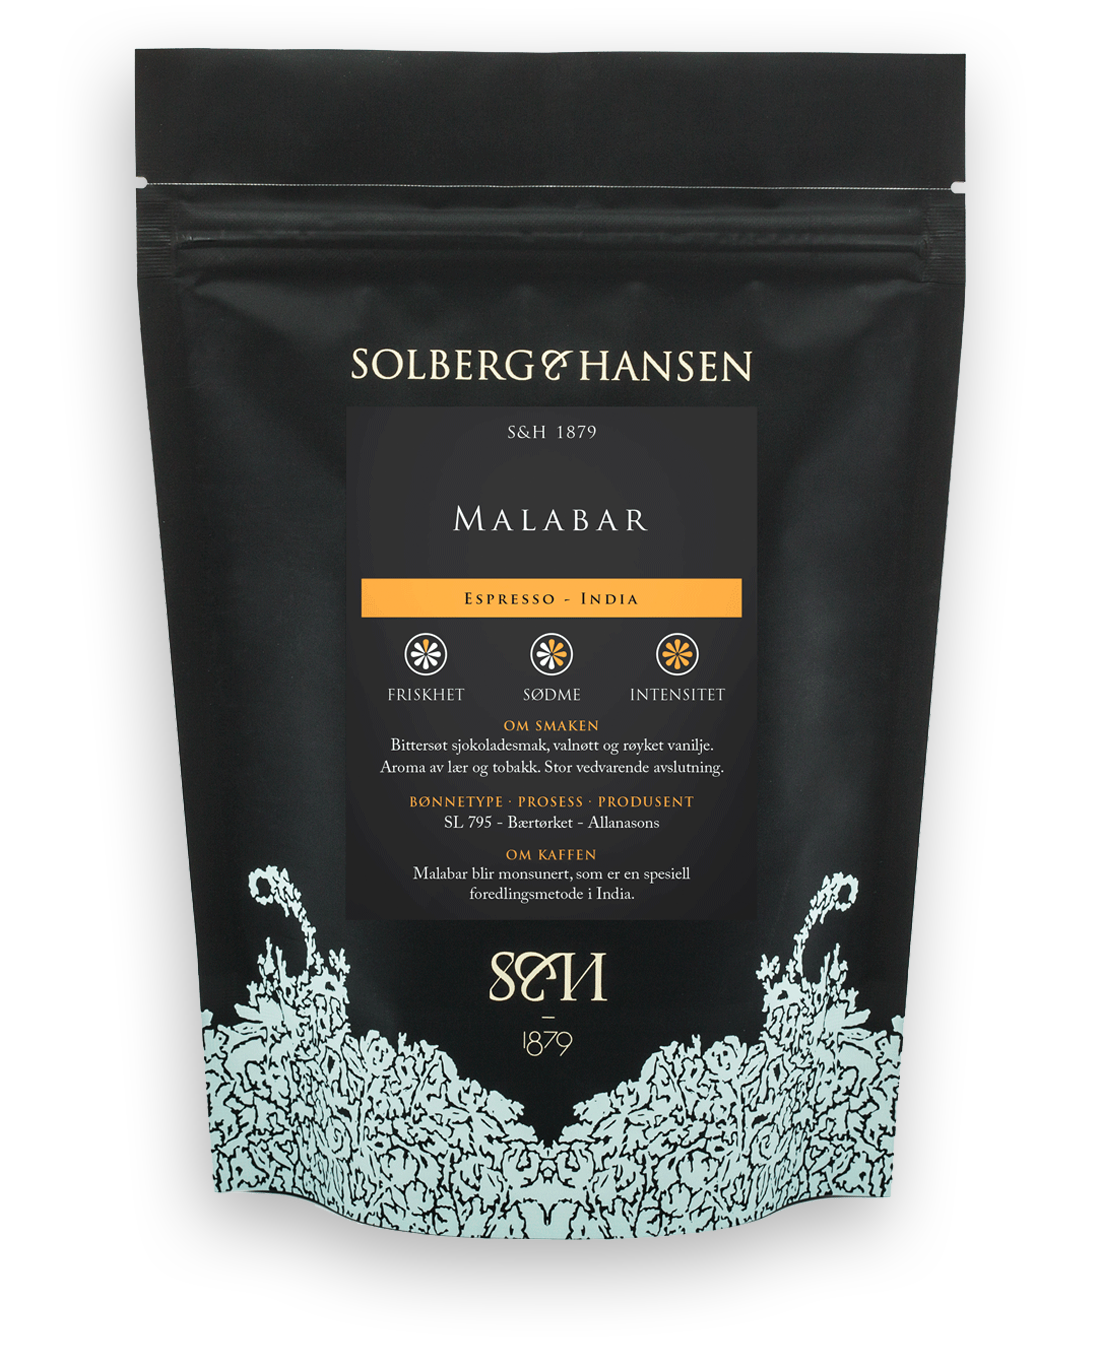 SOLBERG & HANSEN
S&H 1879
MALABAR
ESPRESSO - INDIA
FRISKHET SØDME INTENSITET
OM SMAKEN
Bittersøt sjokoladesmak, valnøtt og røyket vanilje.
Aroma av lær og tobakk. Stor vedvarende avslutning.
BØNNETYPE · PROSESS · PRODUSENT
SL 795 - Bærtørket - Allanasons
OM KAFFEN
Malabar blir monsunert, som er en spesiell
foredlingsmetode i India.
S&H
1879